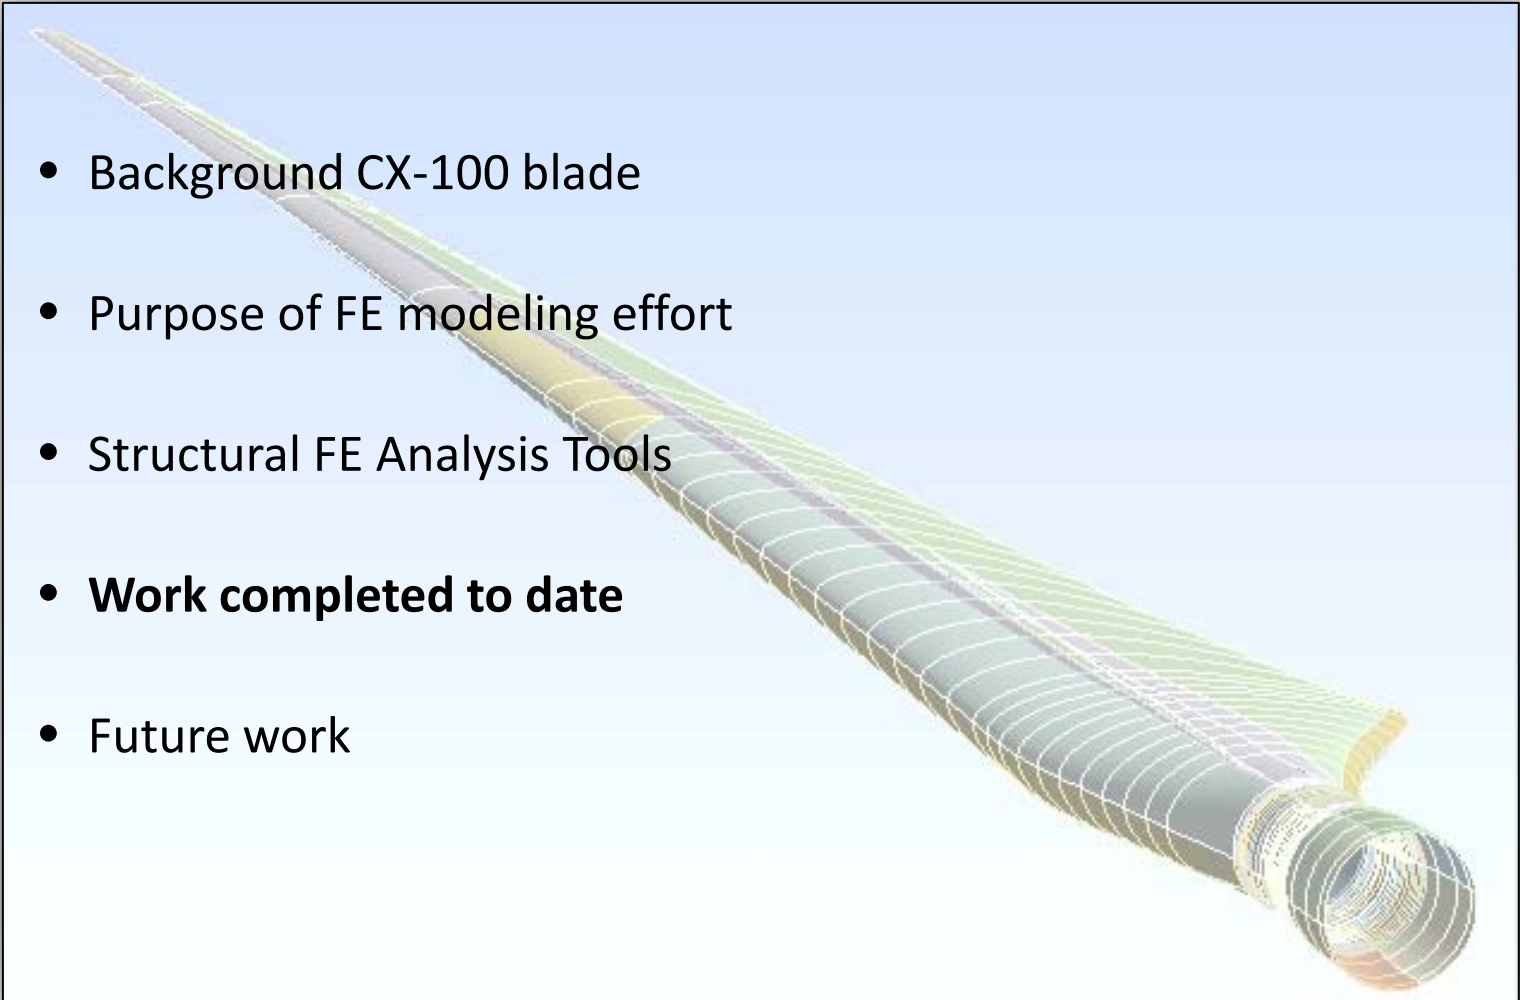 • Background CX-100 blade
• Purpose of FE modeling effort
• Structural FE Analysis Tools
• Work completed to date
• Future work